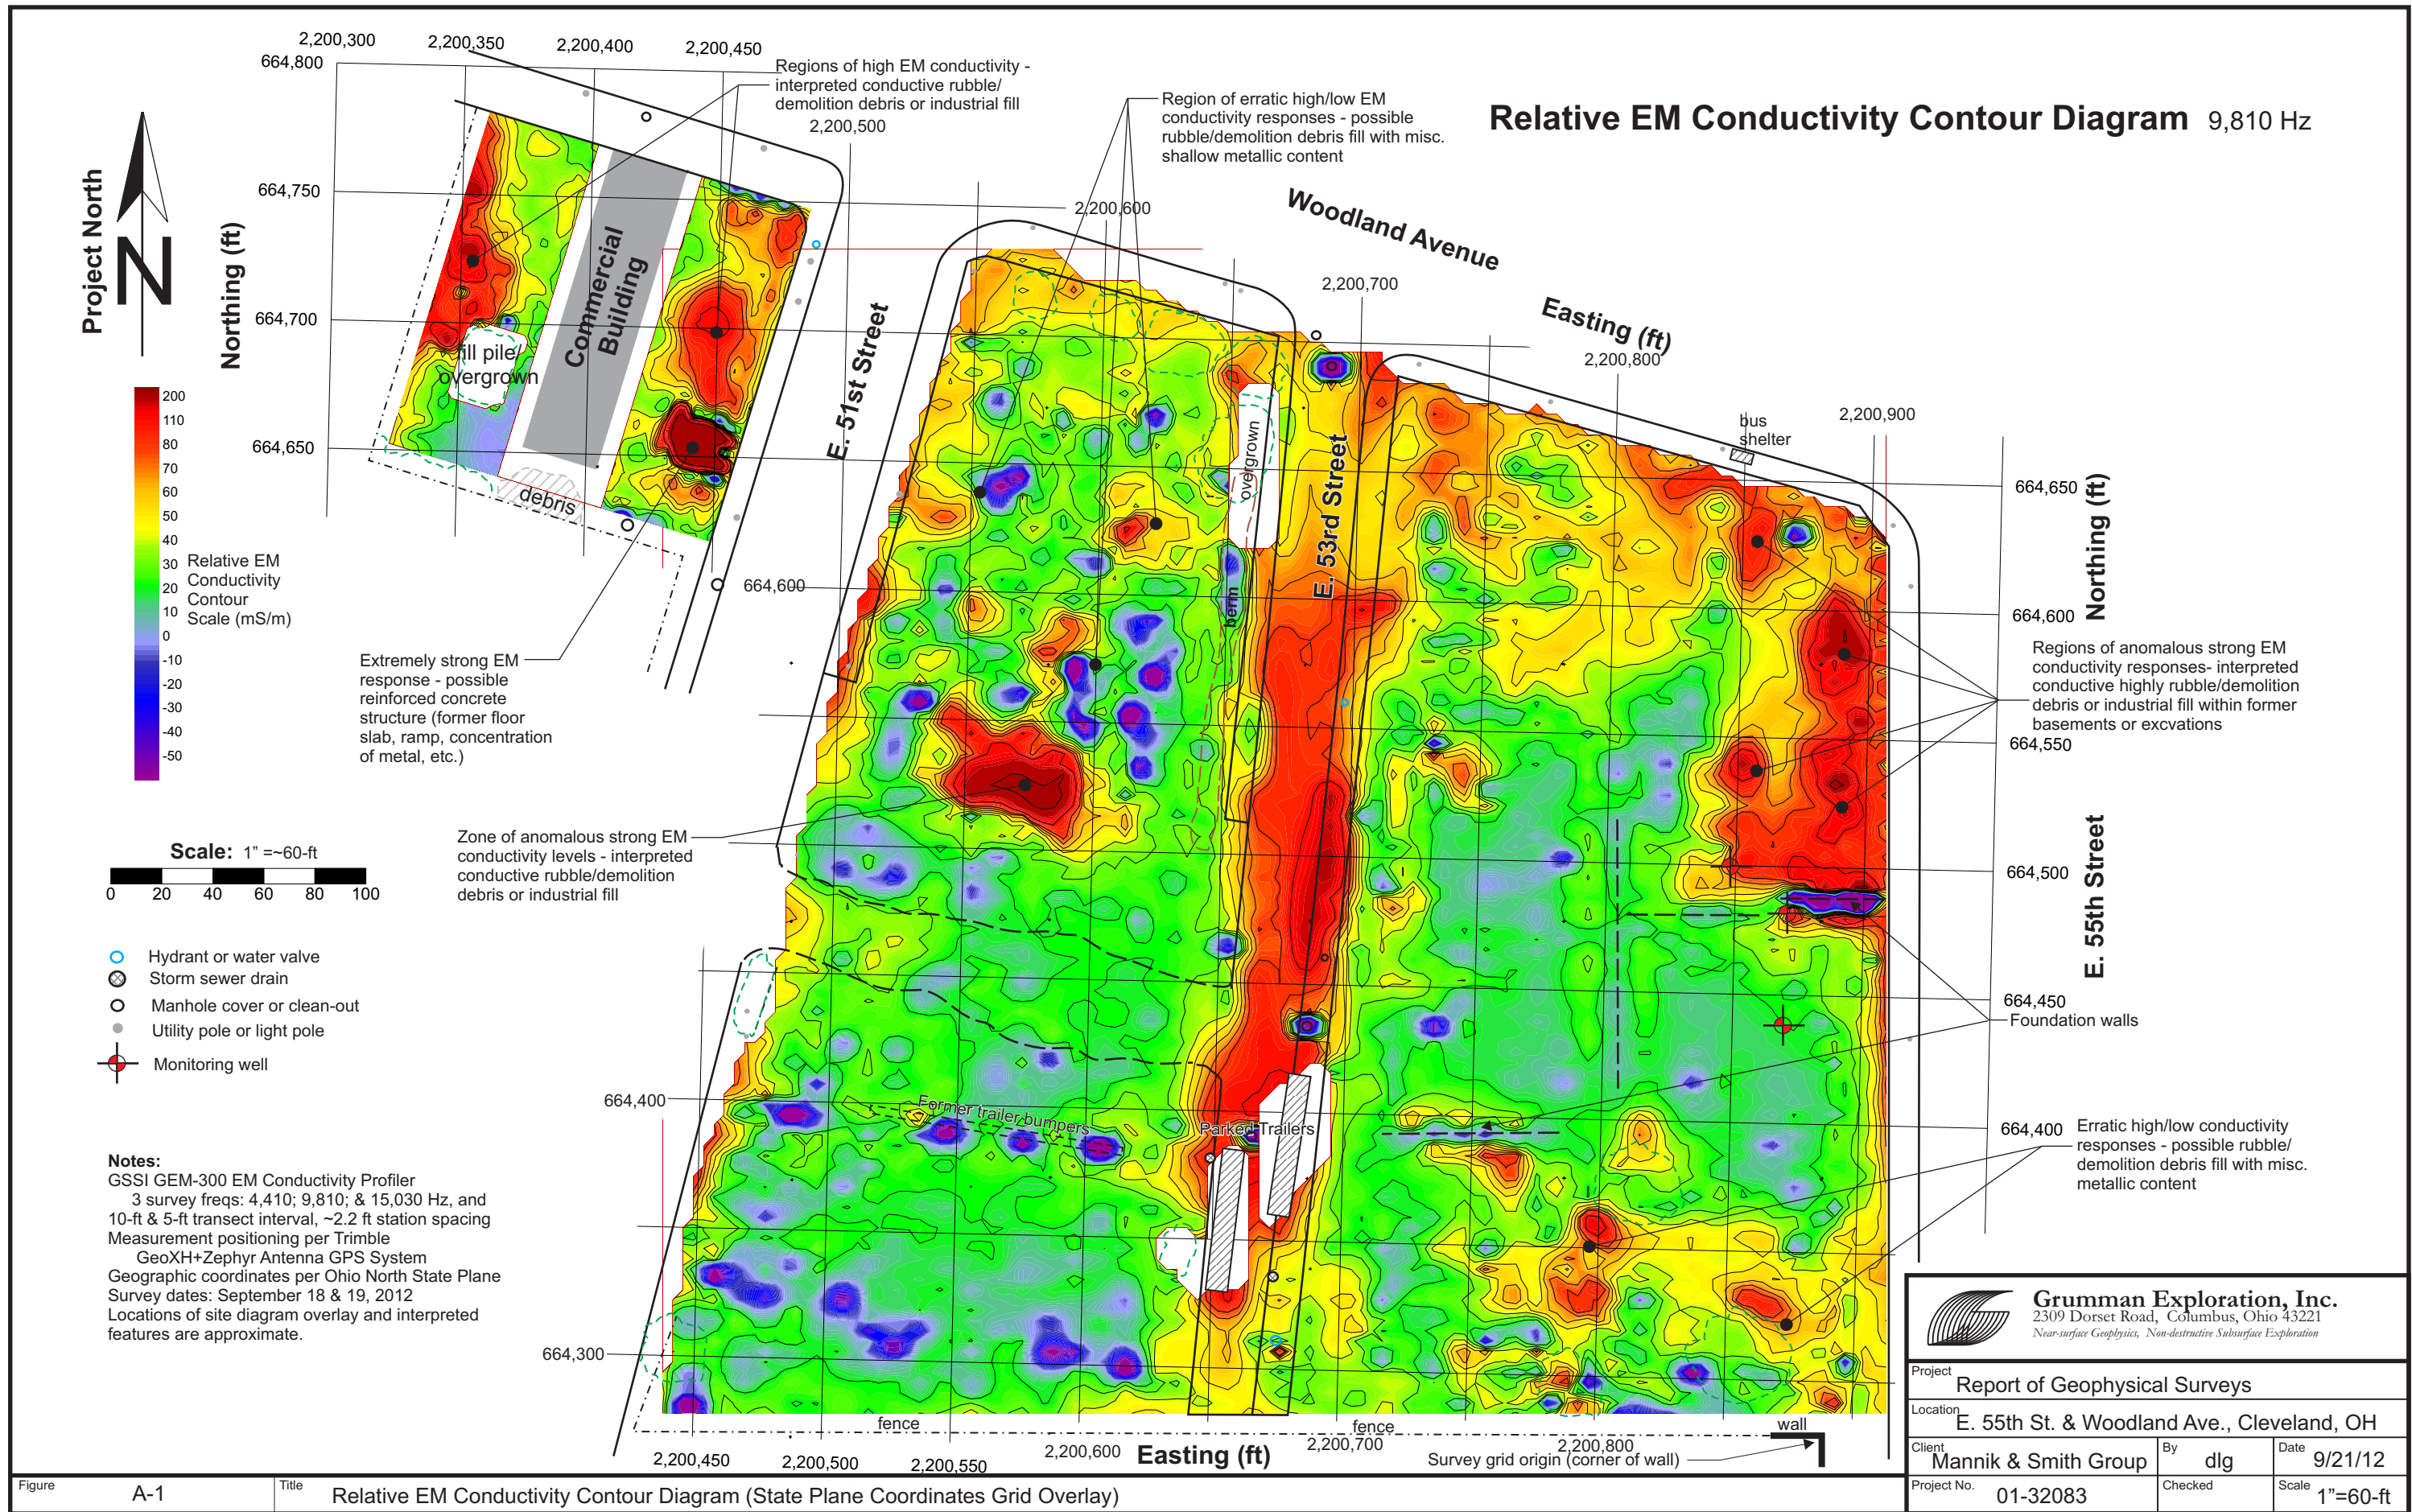 Relative EM Conductivity Contour Diagram 9,810 Hz
2,200,300
2,200,350
2,200,400
2,200,450
2,200,500
2,200,600
2,200,700
2,200,800
2,200,900
664,800
664,750
664,700
664,650
664,600
Project North
N
Northing (ft)
Regions of high EM conductivity -
interpreted conductive rubble/
demolition debris or industrial fill
Region of erratic high/low EM
conductivity responses - possible
rubble/demolition debris fill with misc.
shallow metallic content
Woodland Avenue
Easting (ft)
Commercial
Building
fill pile/
overgrown
debris
E. 51st Street
overgrown
berm
E. 53rd Street
bus
shelter
664,650
664,600
664,550
664,500
664,450
664,400
Northing (ft)
E. 55th Street
200
110
80
70
60
50
40
30
20
10
0
-10
-20
-30
-40
-50
Relative EM
Conductivity
Contour
Scale (mS/m)
Extremely strong EM
response - possible
reinforced concrete
structure (former floor
slab, ramp, concentration
of metal, etc.)
Regions of anomalous strong EM
conductivity responses- interpreted
conductive highly rubble/demolition
debris or industrial fill within former
basements or excvations
Zone of anomalous strong EM
conductivity levels - interpreted
conductive rubble/demolition
debris or industrial fill
Scale: 1” =~60-ft
0 20 40 60 80 100
Hydrant or water valve
Storm sewer drain
Manhole cover or clean-out
Utility pole or light pole
Monitoring well
Foundation walls
Erratic high/low conductivity
responses - possible rubble/
demolition debris fill with misc.
metallic content
664,400
664,300
Former trailer bumpers
Parked Trailers
Notes:
GSSI GEM-300 EM Conductivity Profiler
3 survey freqs: 4,410; 9,810; & 15,030 Hz, and
10-ft & 5-ft transect interval, ~2.2 ft station spacing
Measurement positioning per Trimble
GeoXH+Zephyr Antenna GPS System
Geographic coordinates per Ohio North State Plane
Survey dates: September 18 & 19, 2012
Locations of site diagram overlay and interpreted
features are approximate.
fence
fence
wall
2,200,450
2,200,500
2,200,550
2,200,600
Easting (ft)
2,200,700
2,200,800
Survey grid origin (corner of wall)
Grumman Exploration, Inc.
2309 Dorset Road, Columbus, Ohio 43221
Near-surface Geophysics, Non-destructive Subsurface Exploration
Project
Report of Geophysical Surveys
Location
E. 55th St. & Woodland Ave., Cleveland, OH
Client
Mannik & Smith Group
By
dlg
Date
9/21/12
Project No.
01-32083
Checked
Scale
1”=60-ft
Figure
A-1
Title
Relative EM Conductivity Contour Diagram (State Plane Coordinates Grid Overlay)